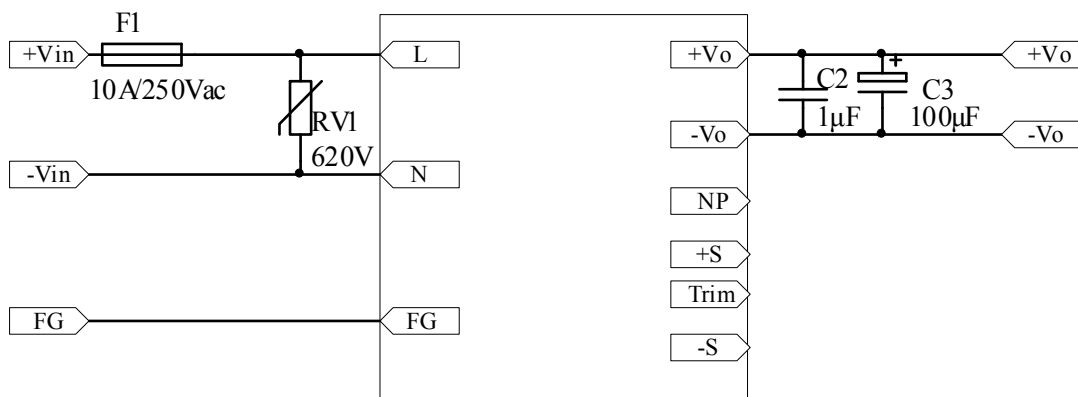 F1
+Vin
10A/250Vac
L
RV1
620V
-Vin
N
FG
FG
+Vo
+
C2
1μF
C3
100μF
+Vo
-Vo
-Vo
NP
+S
Trim
-S